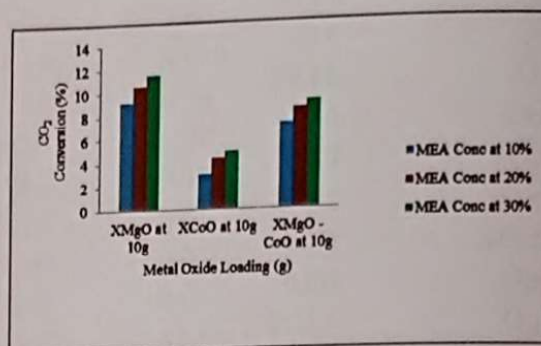 14
12
10
8
6
4
2
0
CO2
Conversion (%)
XMgO at 10g
XCoO at 10g
XMgO - CoO at 10g
Metal Oxide Loading (g)
MEA Conc at 10%
MEA Conc at 20%
MEA Conc at 30%